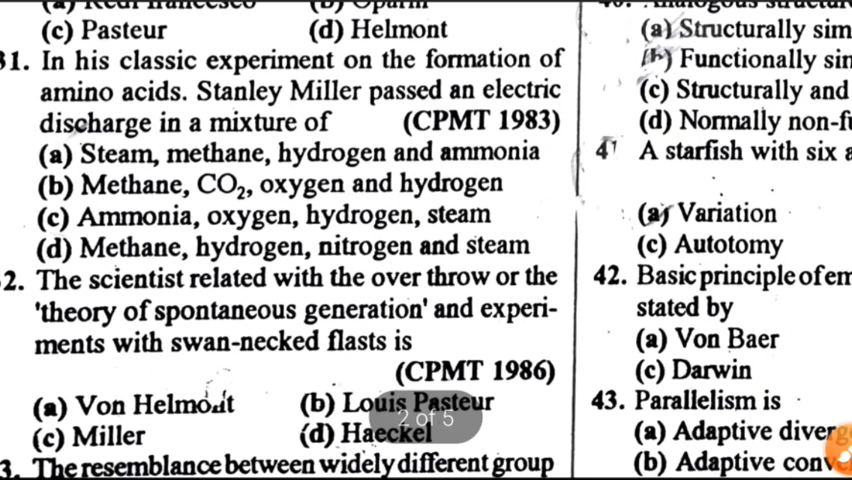 (c) Pasteur (d) Helmont
31. In his classic experiment on the formation of
amino acids. Stanley Miller passed an electric
discharge in a mixture of (CPMT 1983)
(a) Steam, methane, hydrogen and ammonia
(b) Methane, CO₂, oxygen and hydrogen
(c) Ammonia, oxygen, hydrogen, steam
(d) Methane, hydrogen, nitrogen and steam
2. The scientist related with the over throw or the
'theory of spontaneous generation' and experi-
ments with swan-necked flasts is
(CPMT 1986)
(a) Von Helmont (b) Louis Pasteur
(c) Miller (d) Haeckel
3. The resemblance between widely different group
2 of 5
(a) Structurally sim
(b) Functionally sim
(c) Structurally and
(d) Normally non-fu
A starfish with six a
(a) Variation
(c) Autotomy
42. Basic principle of em
stated by
(a) Von Baer
(c) Darwin
43. Parallelism is
(a) Adaptive diverg
(b) Adaptive conv